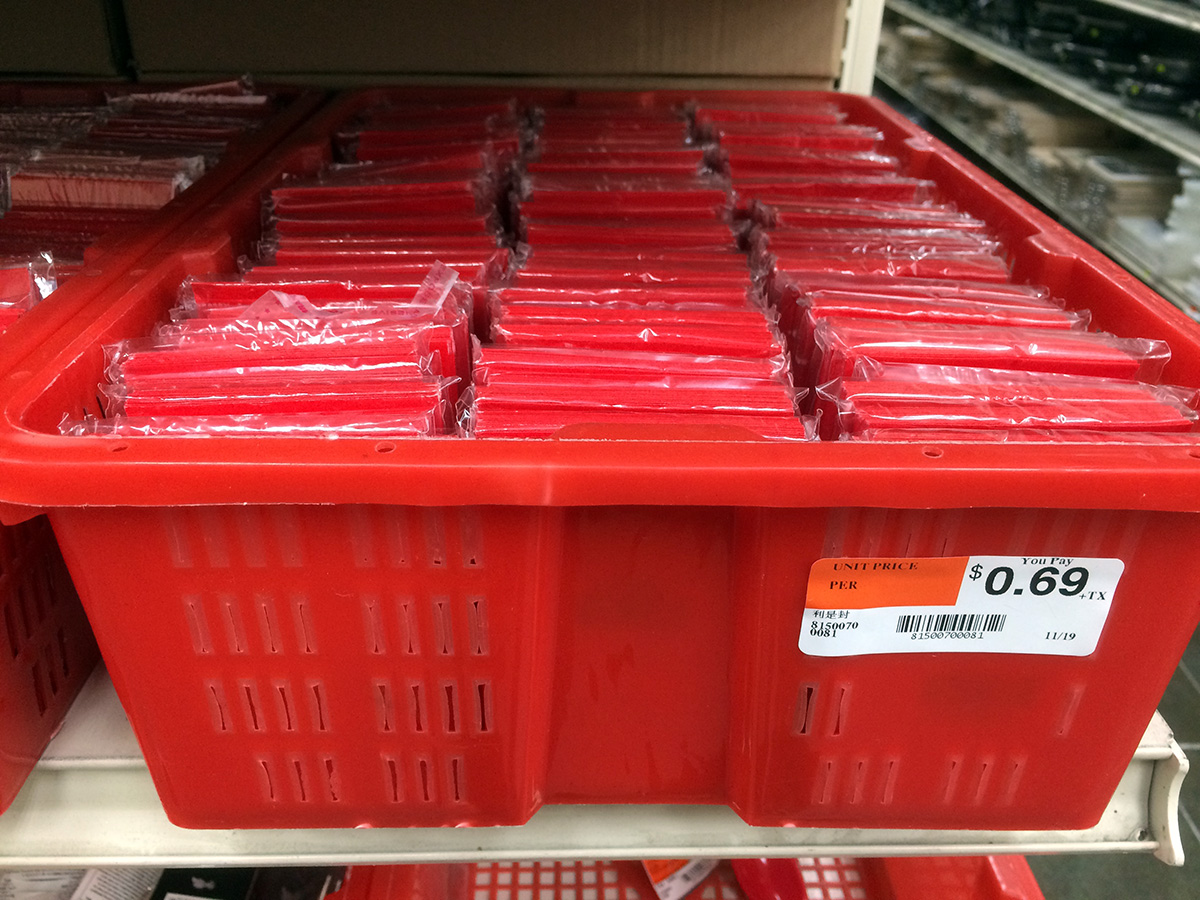 UNIT PRICE
PER
You Pay
$0.69+TX
利是封
8150070
0081
81500700081
11/19